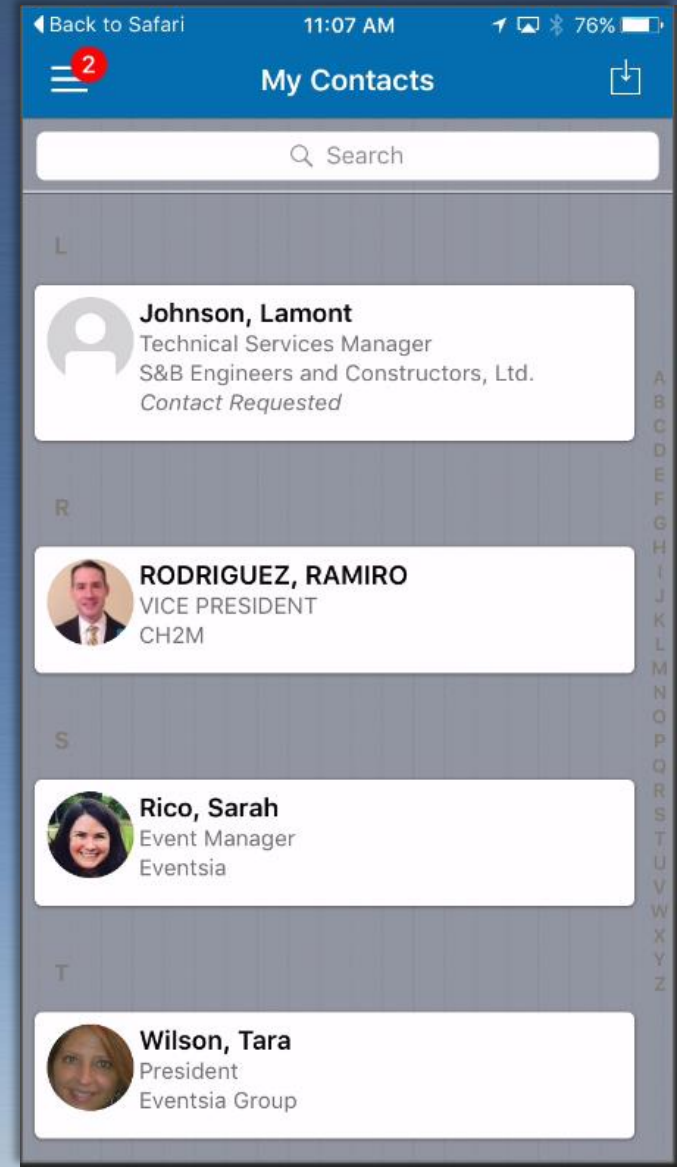 Back to Safari 11:07 AM 76%
2
My Contacts
Search
L
Johnson, Lamont
Technical Services Manager
S&B Engineers and Constructors, Ltd.
Contact Requested
R
RODRIGUEZ, RAMIRO
VICE PRESIDENT
CH2M
S
Rico, Sarah
Event Manager
Eventsia
T
Wilson, Tara
President
Eventsia Group
A
B
C
D
E
F
G
H
I
J
K
L
M
N
O
P
Q
R
S
T
U
V
W
X
Y
Z